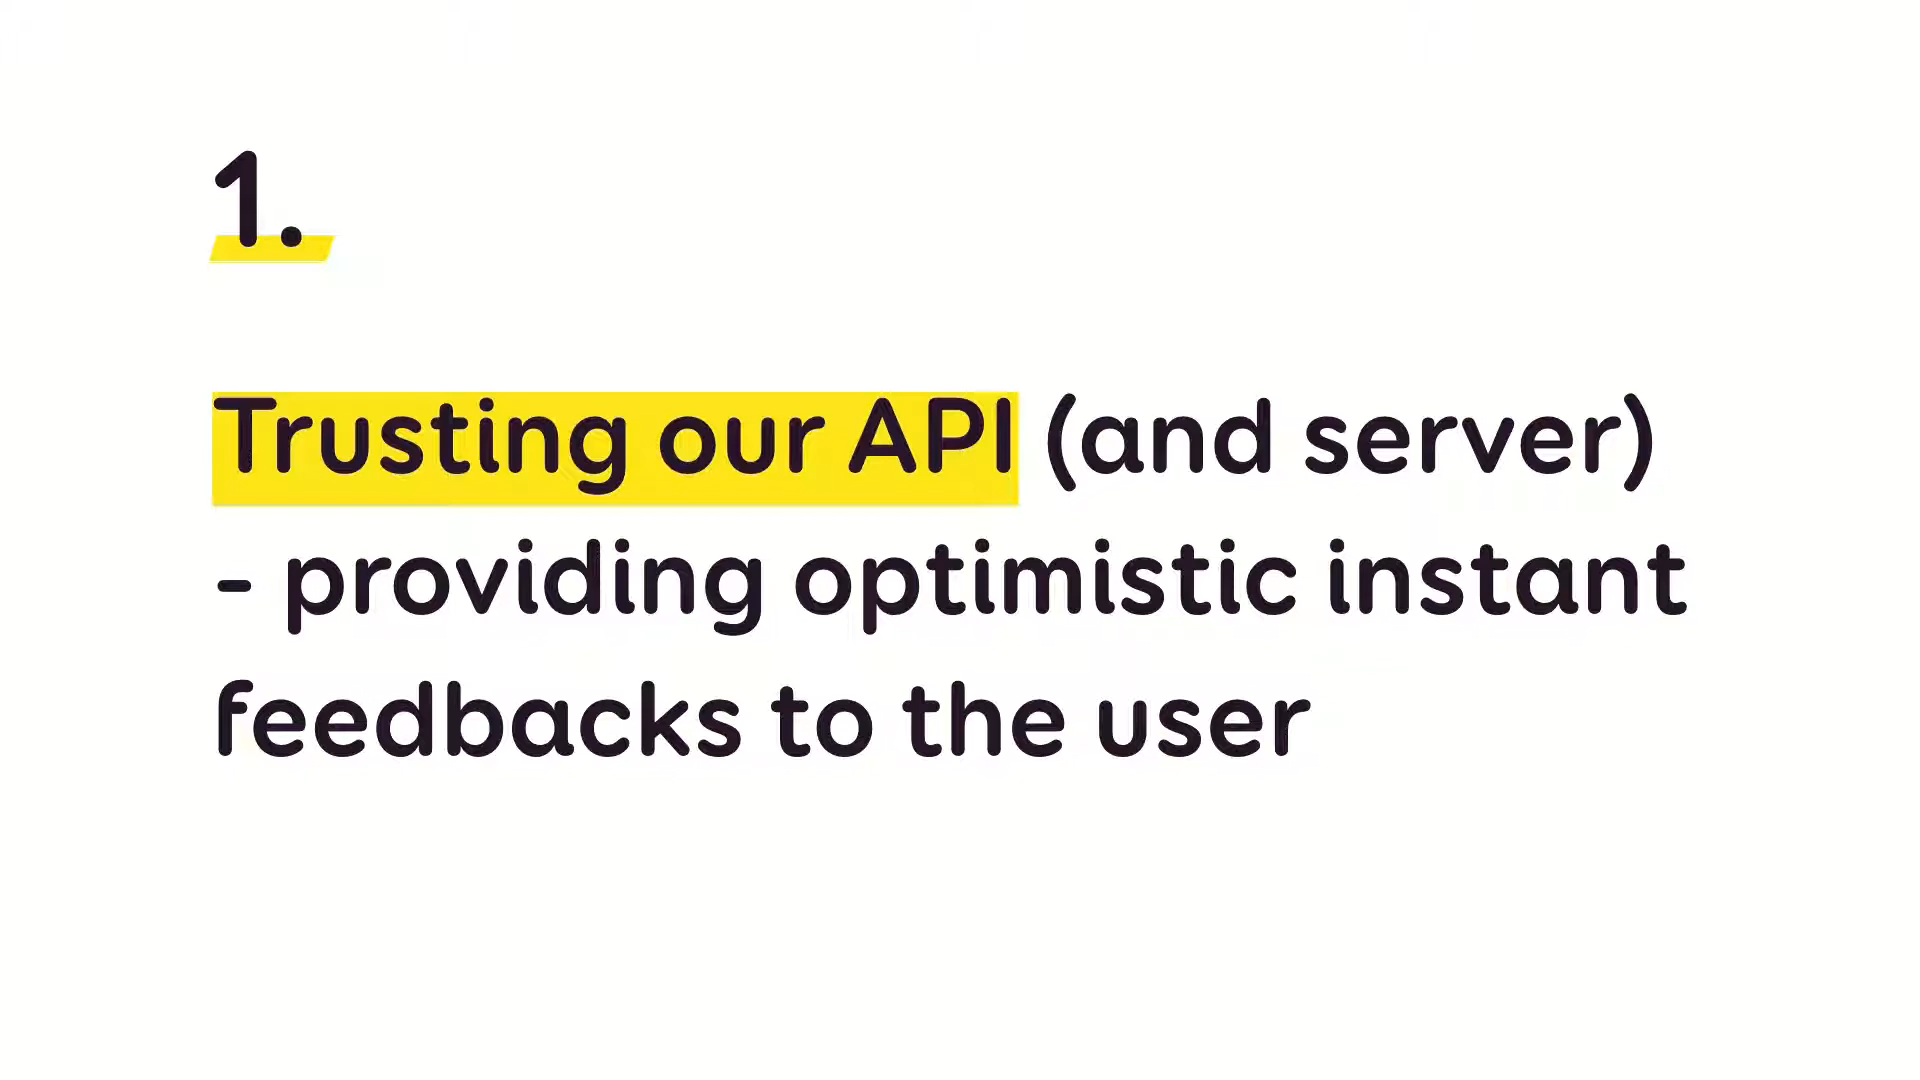 1.
Trusting our API (and server)
- providing optimistic instant
feedbacks to the user